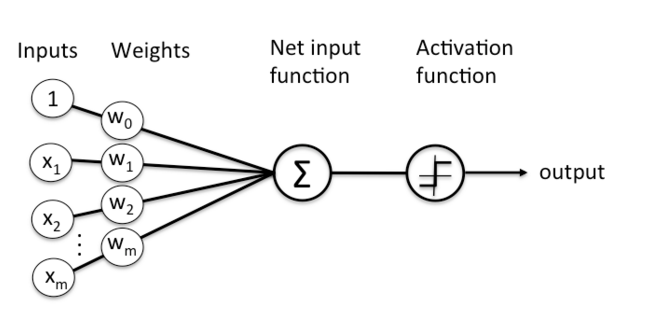 Inputs Weights Net input function Activation function
1 w₀
x₁ w₁
Σ
output
x₂ w₂
⋮ wₘ
xₘ